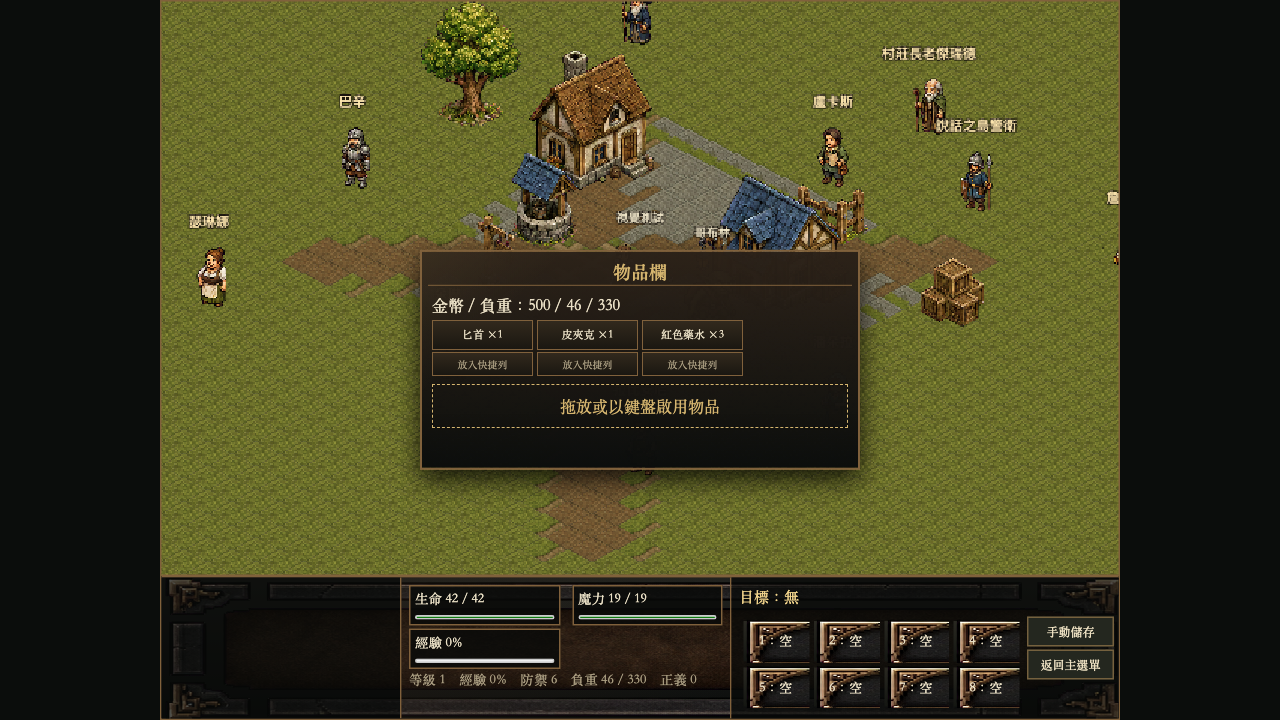 村莊長老傑瑞德
巴辛
盧卡斯
說話之島警衛
瑟琳娜
視覺測試
哥布林
物品欄
金幣 / 負重：500 / 46 / 330
匕首 ×1
皮夾克 ×1
紅色藥水 ×3
放入快捷列
放入快捷列
放入快捷列
拖放或以鍵盤啟用物品
生命 42 / 42
魔力 19 / 19
經驗 0%
等級 1 經驗 0% 防禦 6 負重 46 / 330 正義 0
目標：無
1：空
2：空
3：空
4：空
5：空
6：空
7：空
8：空
手動儲存
返回主選單